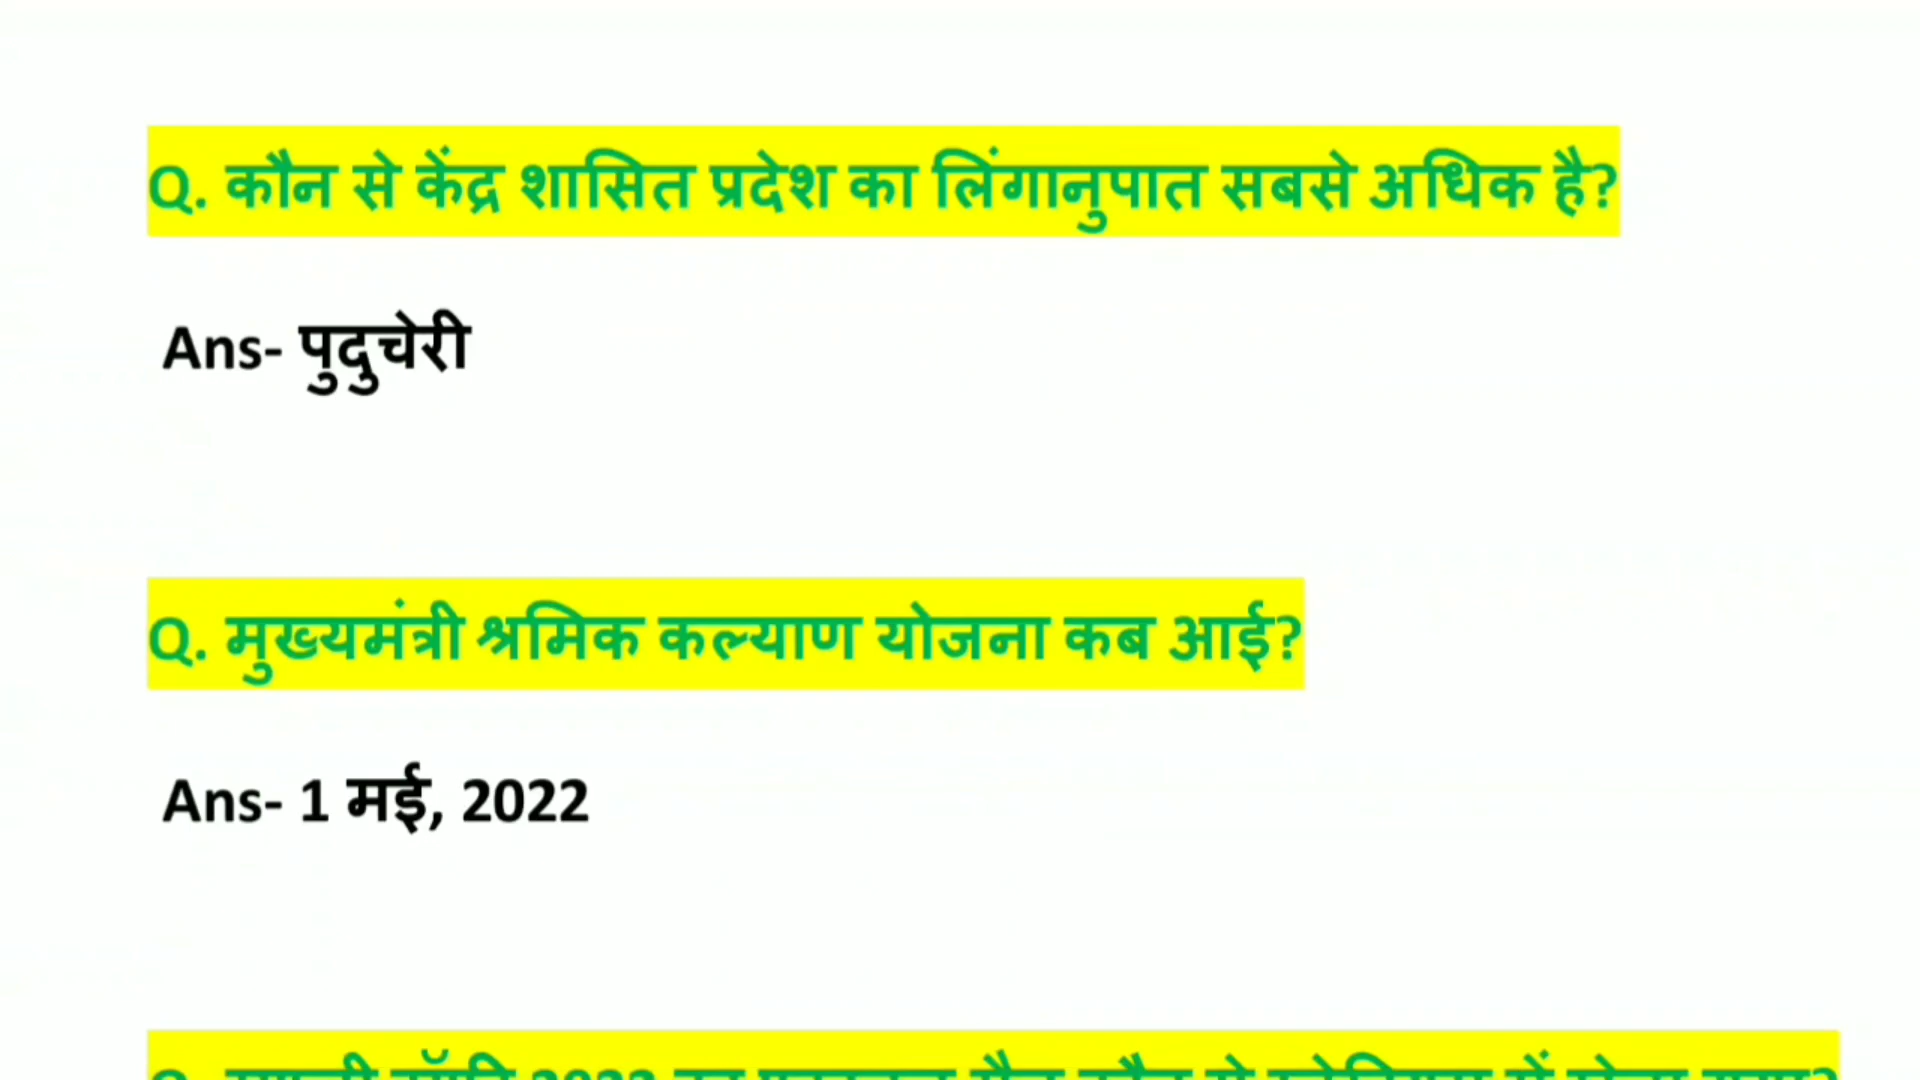 Q. कौन से केंद्र शासित प्रदेश का लिंगानुपात सबसे अधिक है?
Ans- पुदुचेरी
Q. मुख्यमंत्री श्रमिक कल्याण योजना कब आई?
Ans- 1 मई, 2022